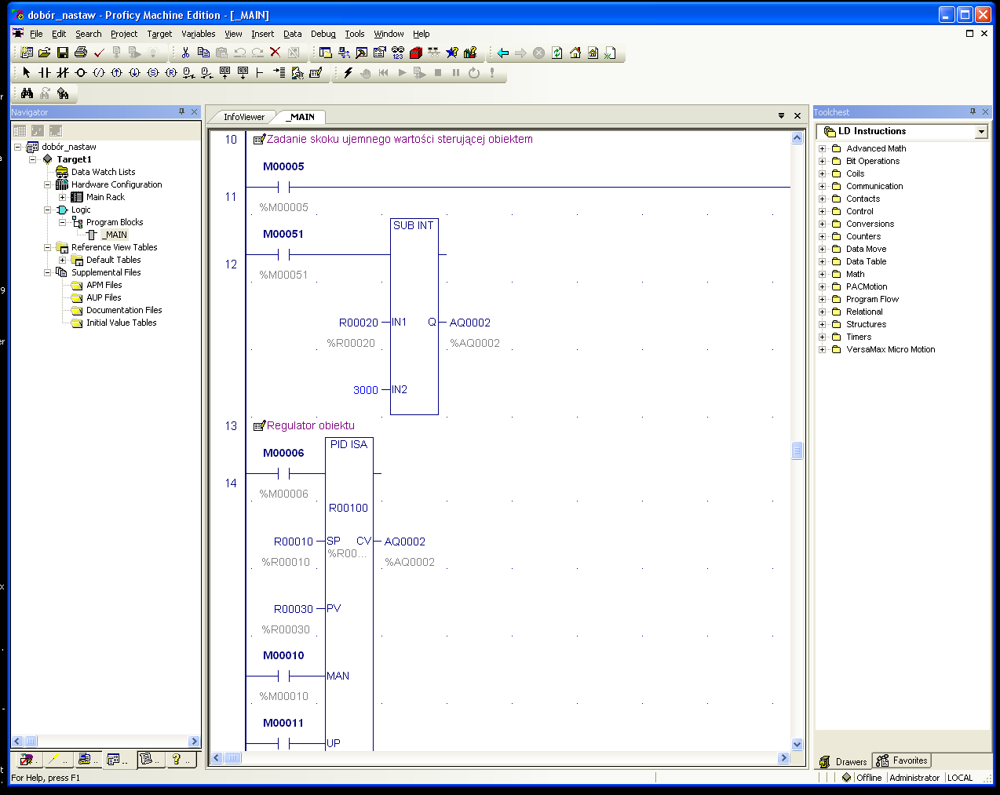 dobór_nastaw - Proficy Machine Edition - [_MAIN]
File Edit Search Project Target Variables View Insert Data Debug Tools Window Help
Navigator
dobór_nastaw
Target1
Data Watch Lists
Hardware Configuration
Main Rack
Logic
Program Blocks
_MAIN
Reference View Tables
Default Tables
Supplemental Files
APM Files
AUP Files
Documentation Files
Initial Value Tables
InfoViewer
_MAIN
10 Zadanie skoku ujemnego wartości sterującej obiektem
M00005
11
%M00005
M00051
SUB INT
12
%M00051
R00020 IN1 Q AQ0002
%R00020 %AQ0002
3000 IN2
13 Regulator obiektu
M00006
PID ISA
14
%M00006
R00100
R00010 SP CV AQ0002
%R00010 %R00... %AQ0002
R00030 PV
%R00030
M00010
MAN
%M00010
M00011
UP
Toolchest
LD Instructions
Advanced Math
Bit Operations
Coils
Communication
Contacts
Control
Conversions
Counters
Data Move
Data Table
Math
PACMotion
Program Flow
Relational
Structures
Timers
VersaMax Micro Motion
Drawers
Favorites
For Help, press F1
Offline
Administrator
LOCAL